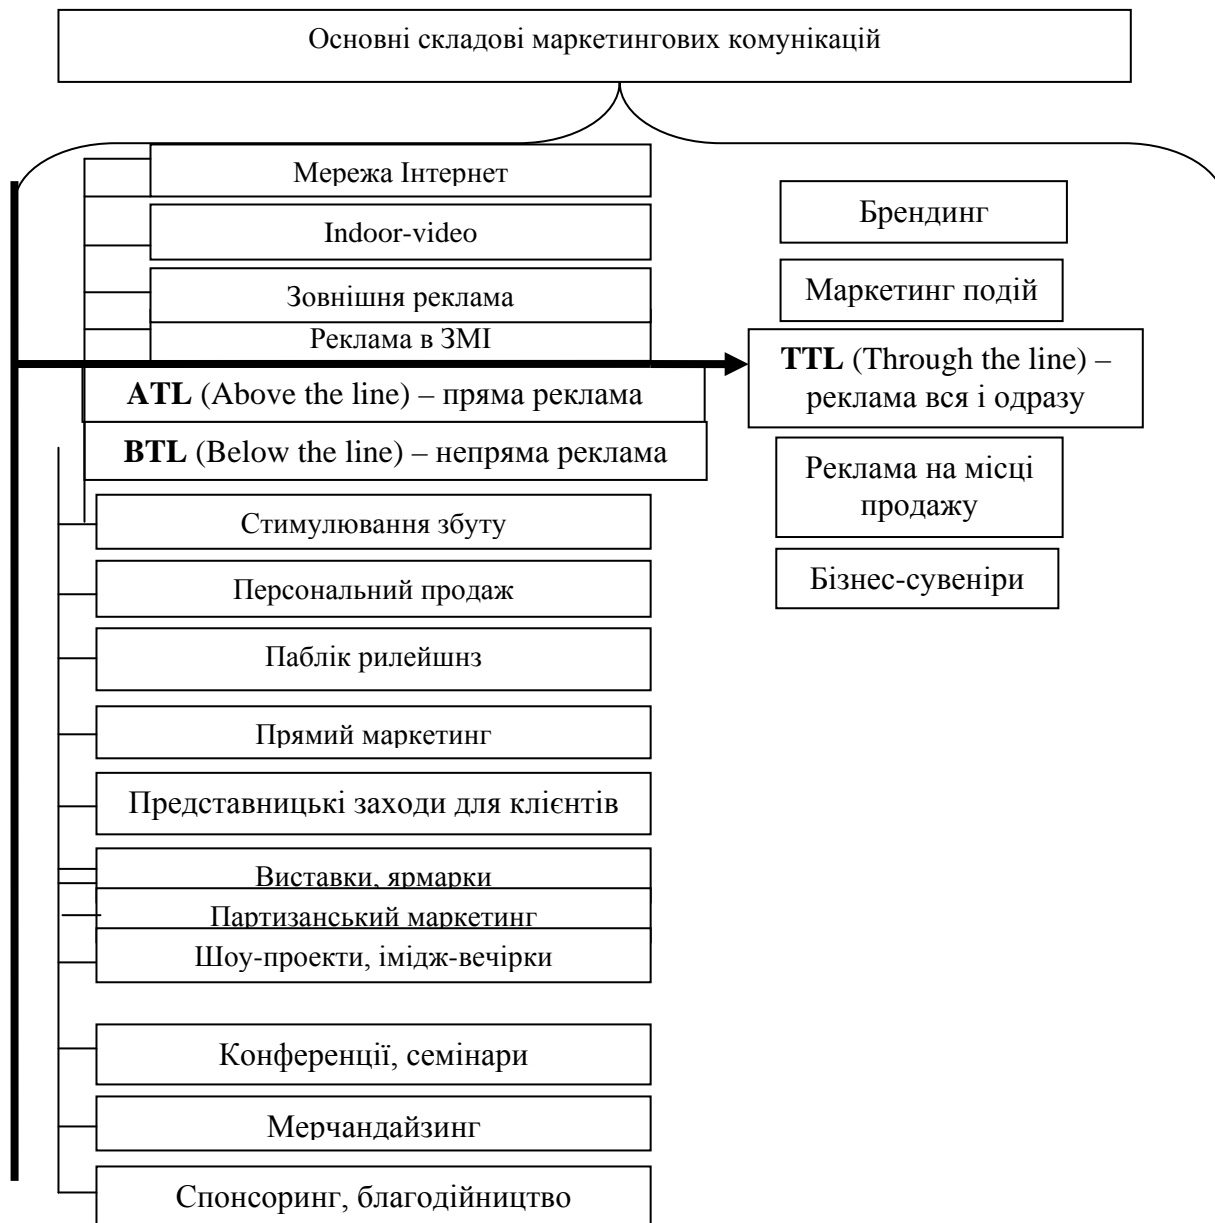 Основні складові маркетингових комунікацій
Мережа Інтернет
Indoor-video
Зовнішня реклама
Реклама в ЗМІ
ATL (Above the line) – пряма реклама
BTL (Below the line) – непряма реклама
Стимулювання збуту
Персональний продаж
Паблік рилейшнз
Прямий маркетинг
Представницькі заходи для клієнтів
Виставки, ярмарки
Партизанський маркетинг
Шоу-проекти, імідж-вечірки
Конференції, семінари
Мерчандайзинг
Спонсоринг, благодійництво
Брендинг
Маркетинг подій
TTL (Through the line) –
реклама вся і одразу
Реклама на місці
продажу
Бізнес-сувеніри